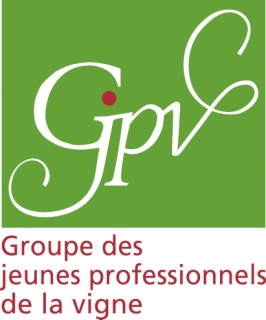 Gjpv
Groupe des
jeunes professionnels
de la vigne